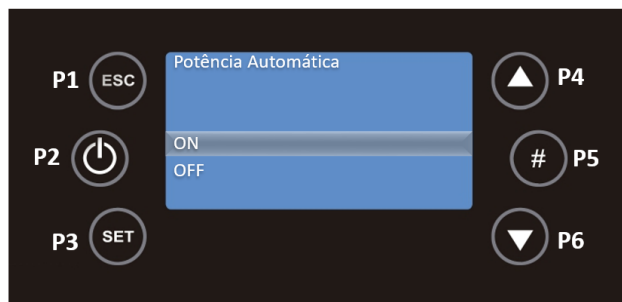 P1 ESC
Potência Automática
P4
P2
ON
OFF
# P5
P3 SET
P6